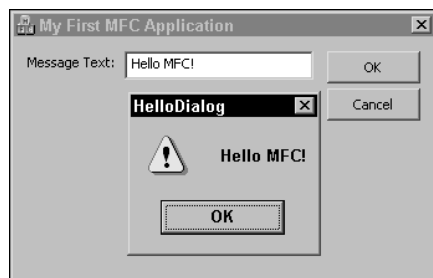 My First MFC Application
Message Text: Hello MFC! OK
HelloDialog Cancel
Hello MFC!
OK